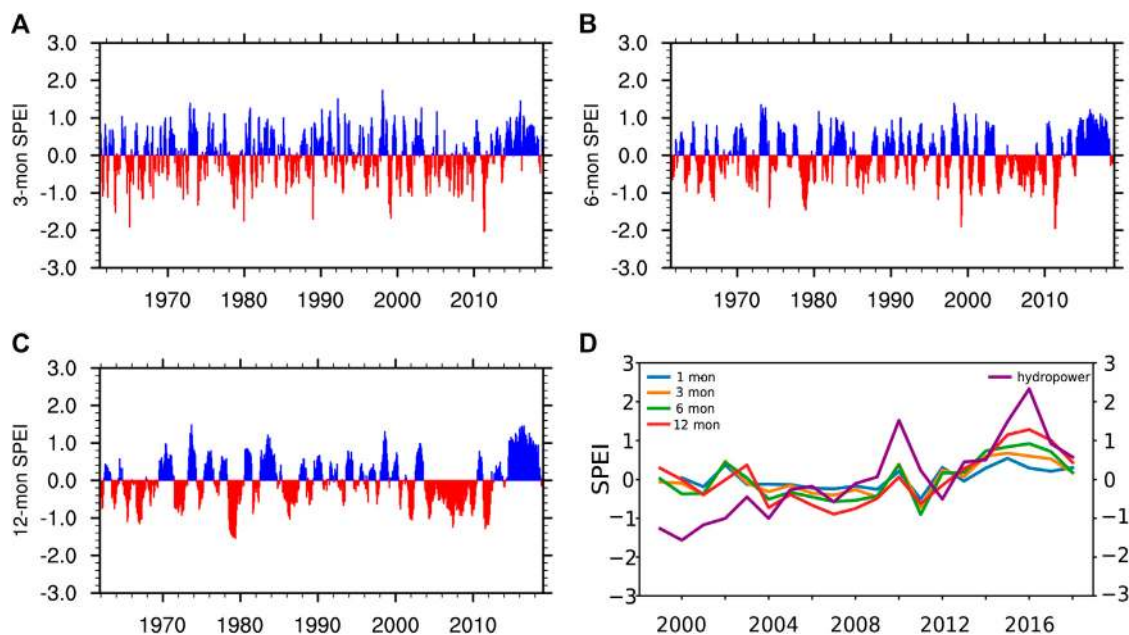 A
3-mon SPEI
3.0
2.0
1.0
0.0
-1.0
-2.0
-3.0
1970 1980 1990 2000 2010
B
6-mon SPEI
3.0
2.0
1.0
0.0
-1.0
-2.0
-3.0
1970 1980 1990 2000 2010
C
12-mon SPEI
3.0
2.0
1.0
0.0
-1.0
-2.0
-3.0
1970 1980 1990 2000 2010
D
SPEI
3 3
2 2
1 1
0 0
−1 −1
−2 −2
−3 −3
1 mon
3 mon
6 mon
12 mon
hydropower
2000 2004 2008 2012 2016